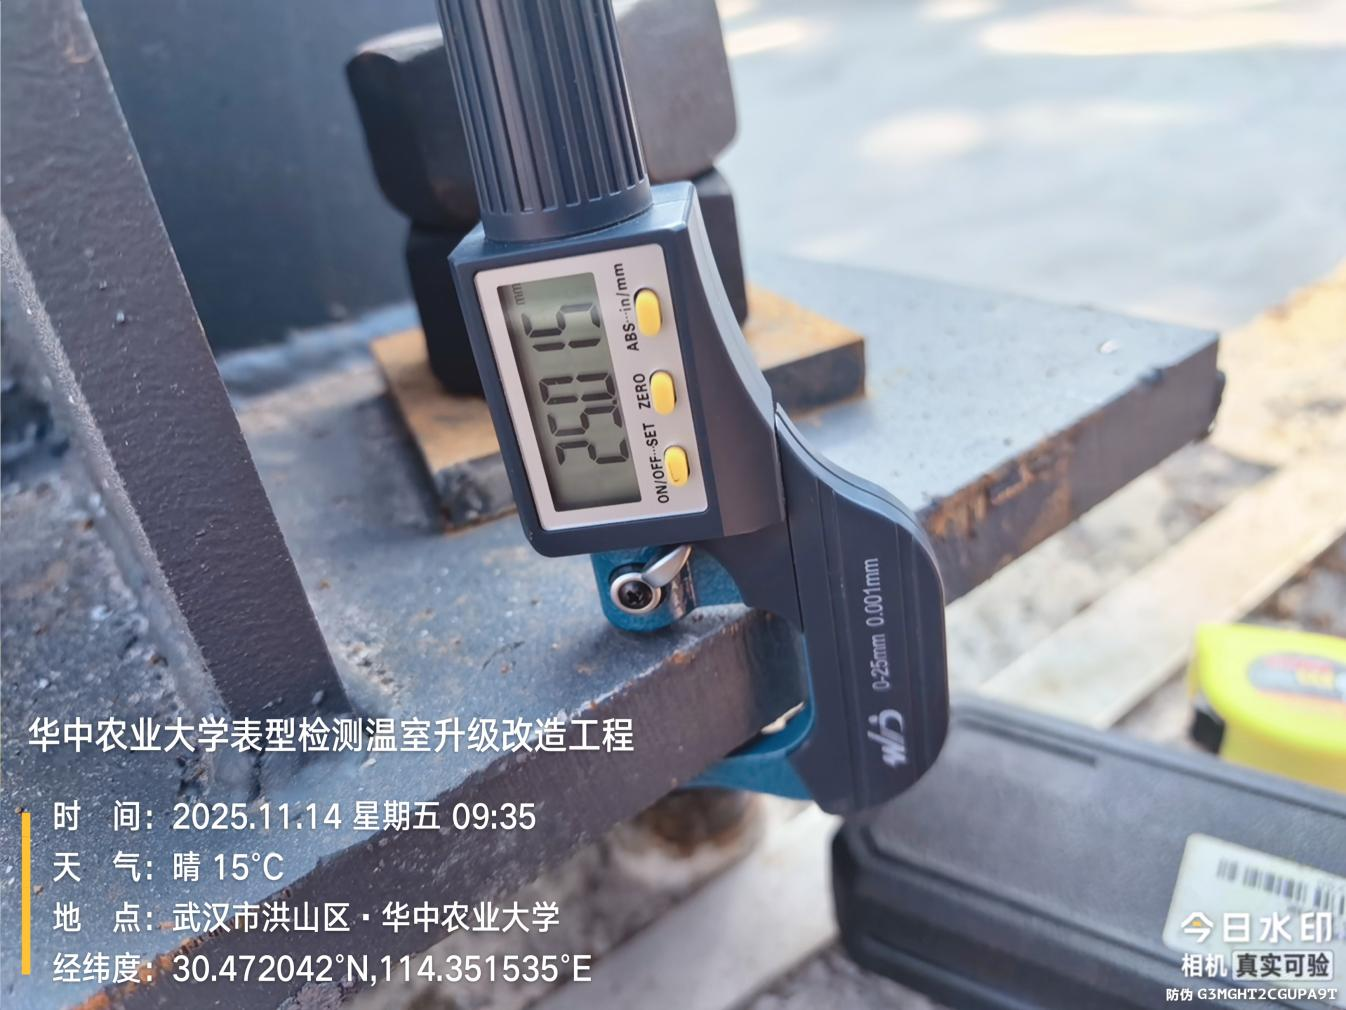 mm
25.015
ABS···in/mm
ZERO
ON/OFF···SET
0-25mm 0.001mm
华中农业大学表型检测温室升级改造工程
时 间：2025.11.14 星期五 09:35
天 气：晴 15°C
地 点：武汉市洪山区·华中农业大学
经纬度：30.472042°N,114.351535°E
今日水印
相机 真实可验
防伪 G3MGHT2CGUPA9T